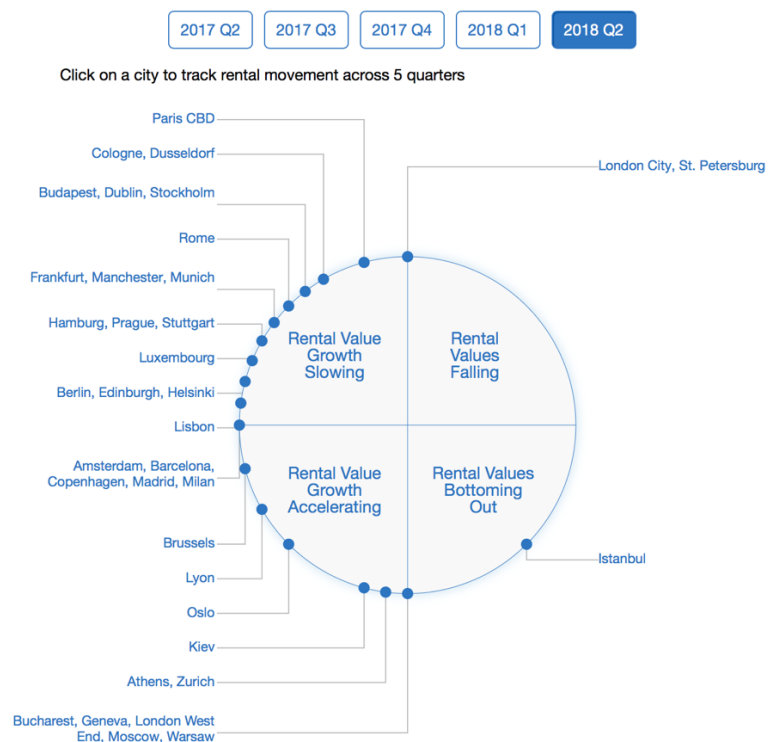 2017 Q2
2017 Q3
2017 Q4
2018 Q1
2018 Q2
Click on a city to track rental movement across 5 quarters
Paris CBD
Cologne, Dusseldorf
London City, St. Petersburg
Budapest, Dublin, Stockholm
Rome
Frankfurt, Manchester, Munich
Hamburg, Prague, Stuttgart
Luxembourg
Berlin, Edinburgh, Helsinki
Lisbon
Amsterdam, Barcelona,
Copenhagen, Madrid, Milan
Brussels
Lyon
Oslo
Kiev
Athens, Zurich
Bucharest, Geneva, London West
End, Moscow, Warsaw
Rental Value
Growth
Slowing
Rental
Values
Falling
Rental Value
Growth
Accelerating
Rental Values
Bottoming
Out
Istanbul